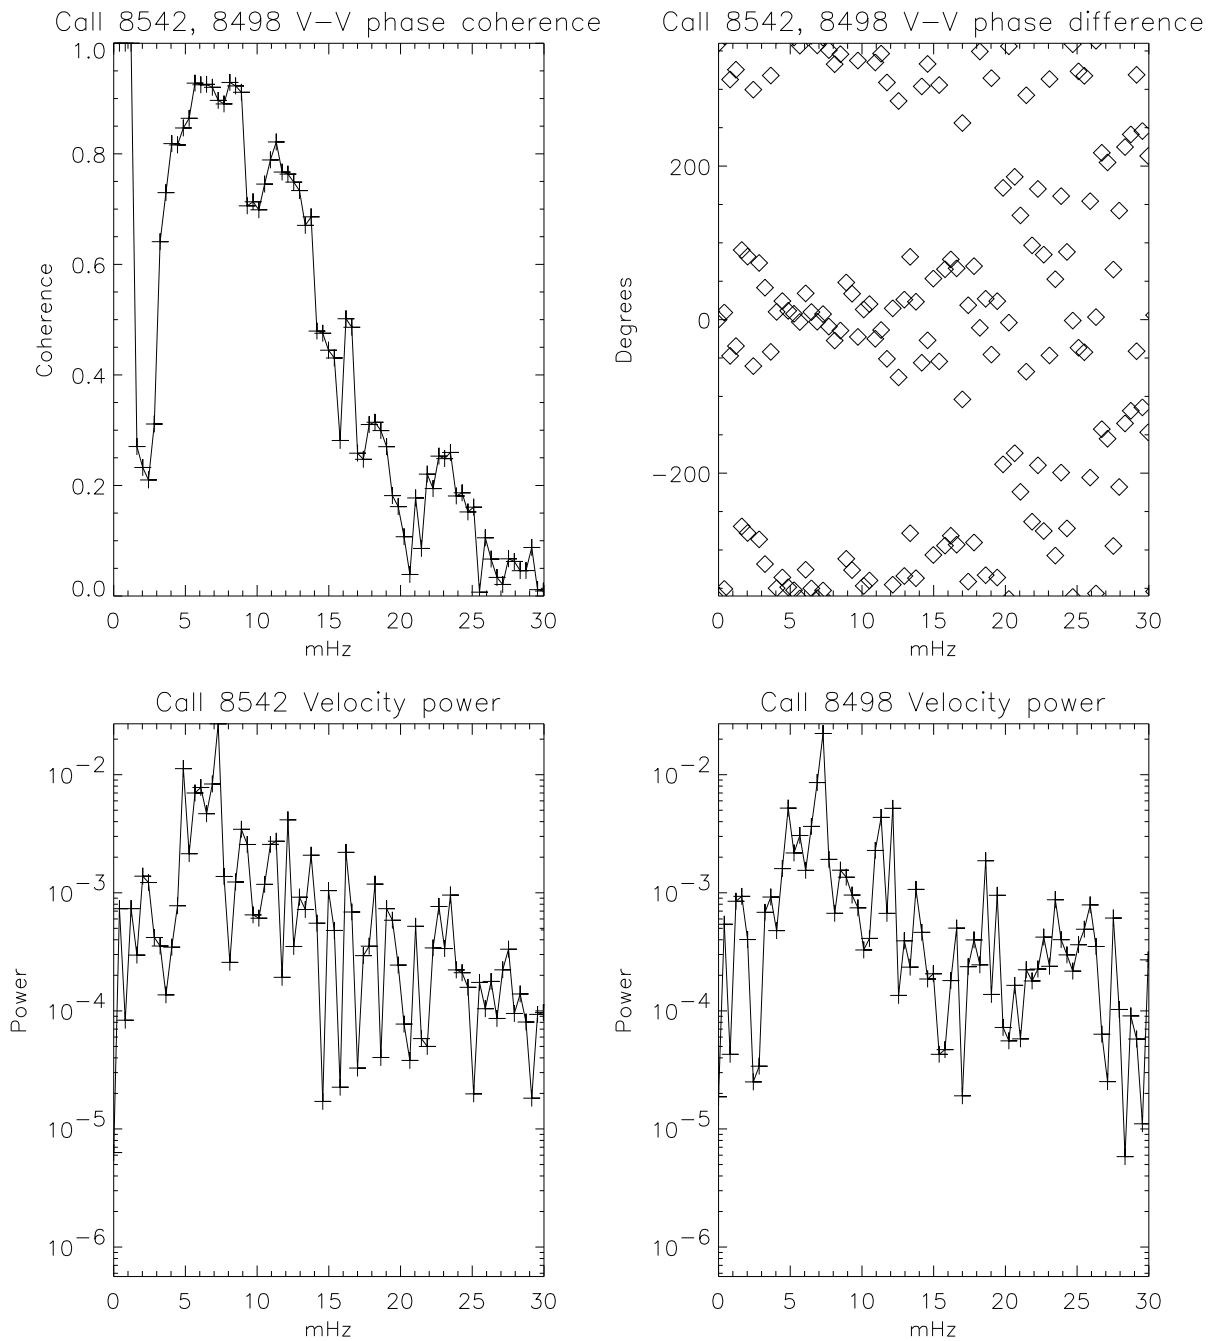 CaII 8542, 8498 V−V phase coherence
CaII 8542, 8498 V−V phase difference
1.0
0.8
0.6
0.4
0.2
0.0
Coherence
0 5 10 15 20 25 30
mHz
200
0
−200
Degrees
0 5 10 15 20 25 30
mHz
CaII 8542 Velocity power
CaII 8498 Velocity power
10⁻²
10⁻³
10⁻⁴
10⁻⁵
10⁻⁶
Power
0 5 10 15 20 25 30
mHz
10⁻²
10⁻³
10⁻⁴
10⁻⁵
10⁻⁶
Power
0 5 10 15 20 25 30
mHz